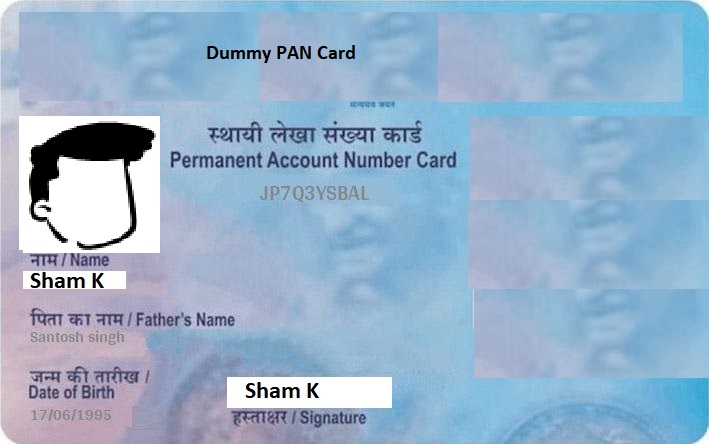 Dummy PAN Card
सत्यमेव जयते
स्थायी लेखा संख्या कार्ड
Permanent Account Number Card
JP7Q3YSBAL
नाम / Name
Sham K
पिता का नाम / Father's Name
Santosh singh
जन्म की तारीख /
Date of Birth
17/06/1995
Sham K
हस्ताक्षर / Signature